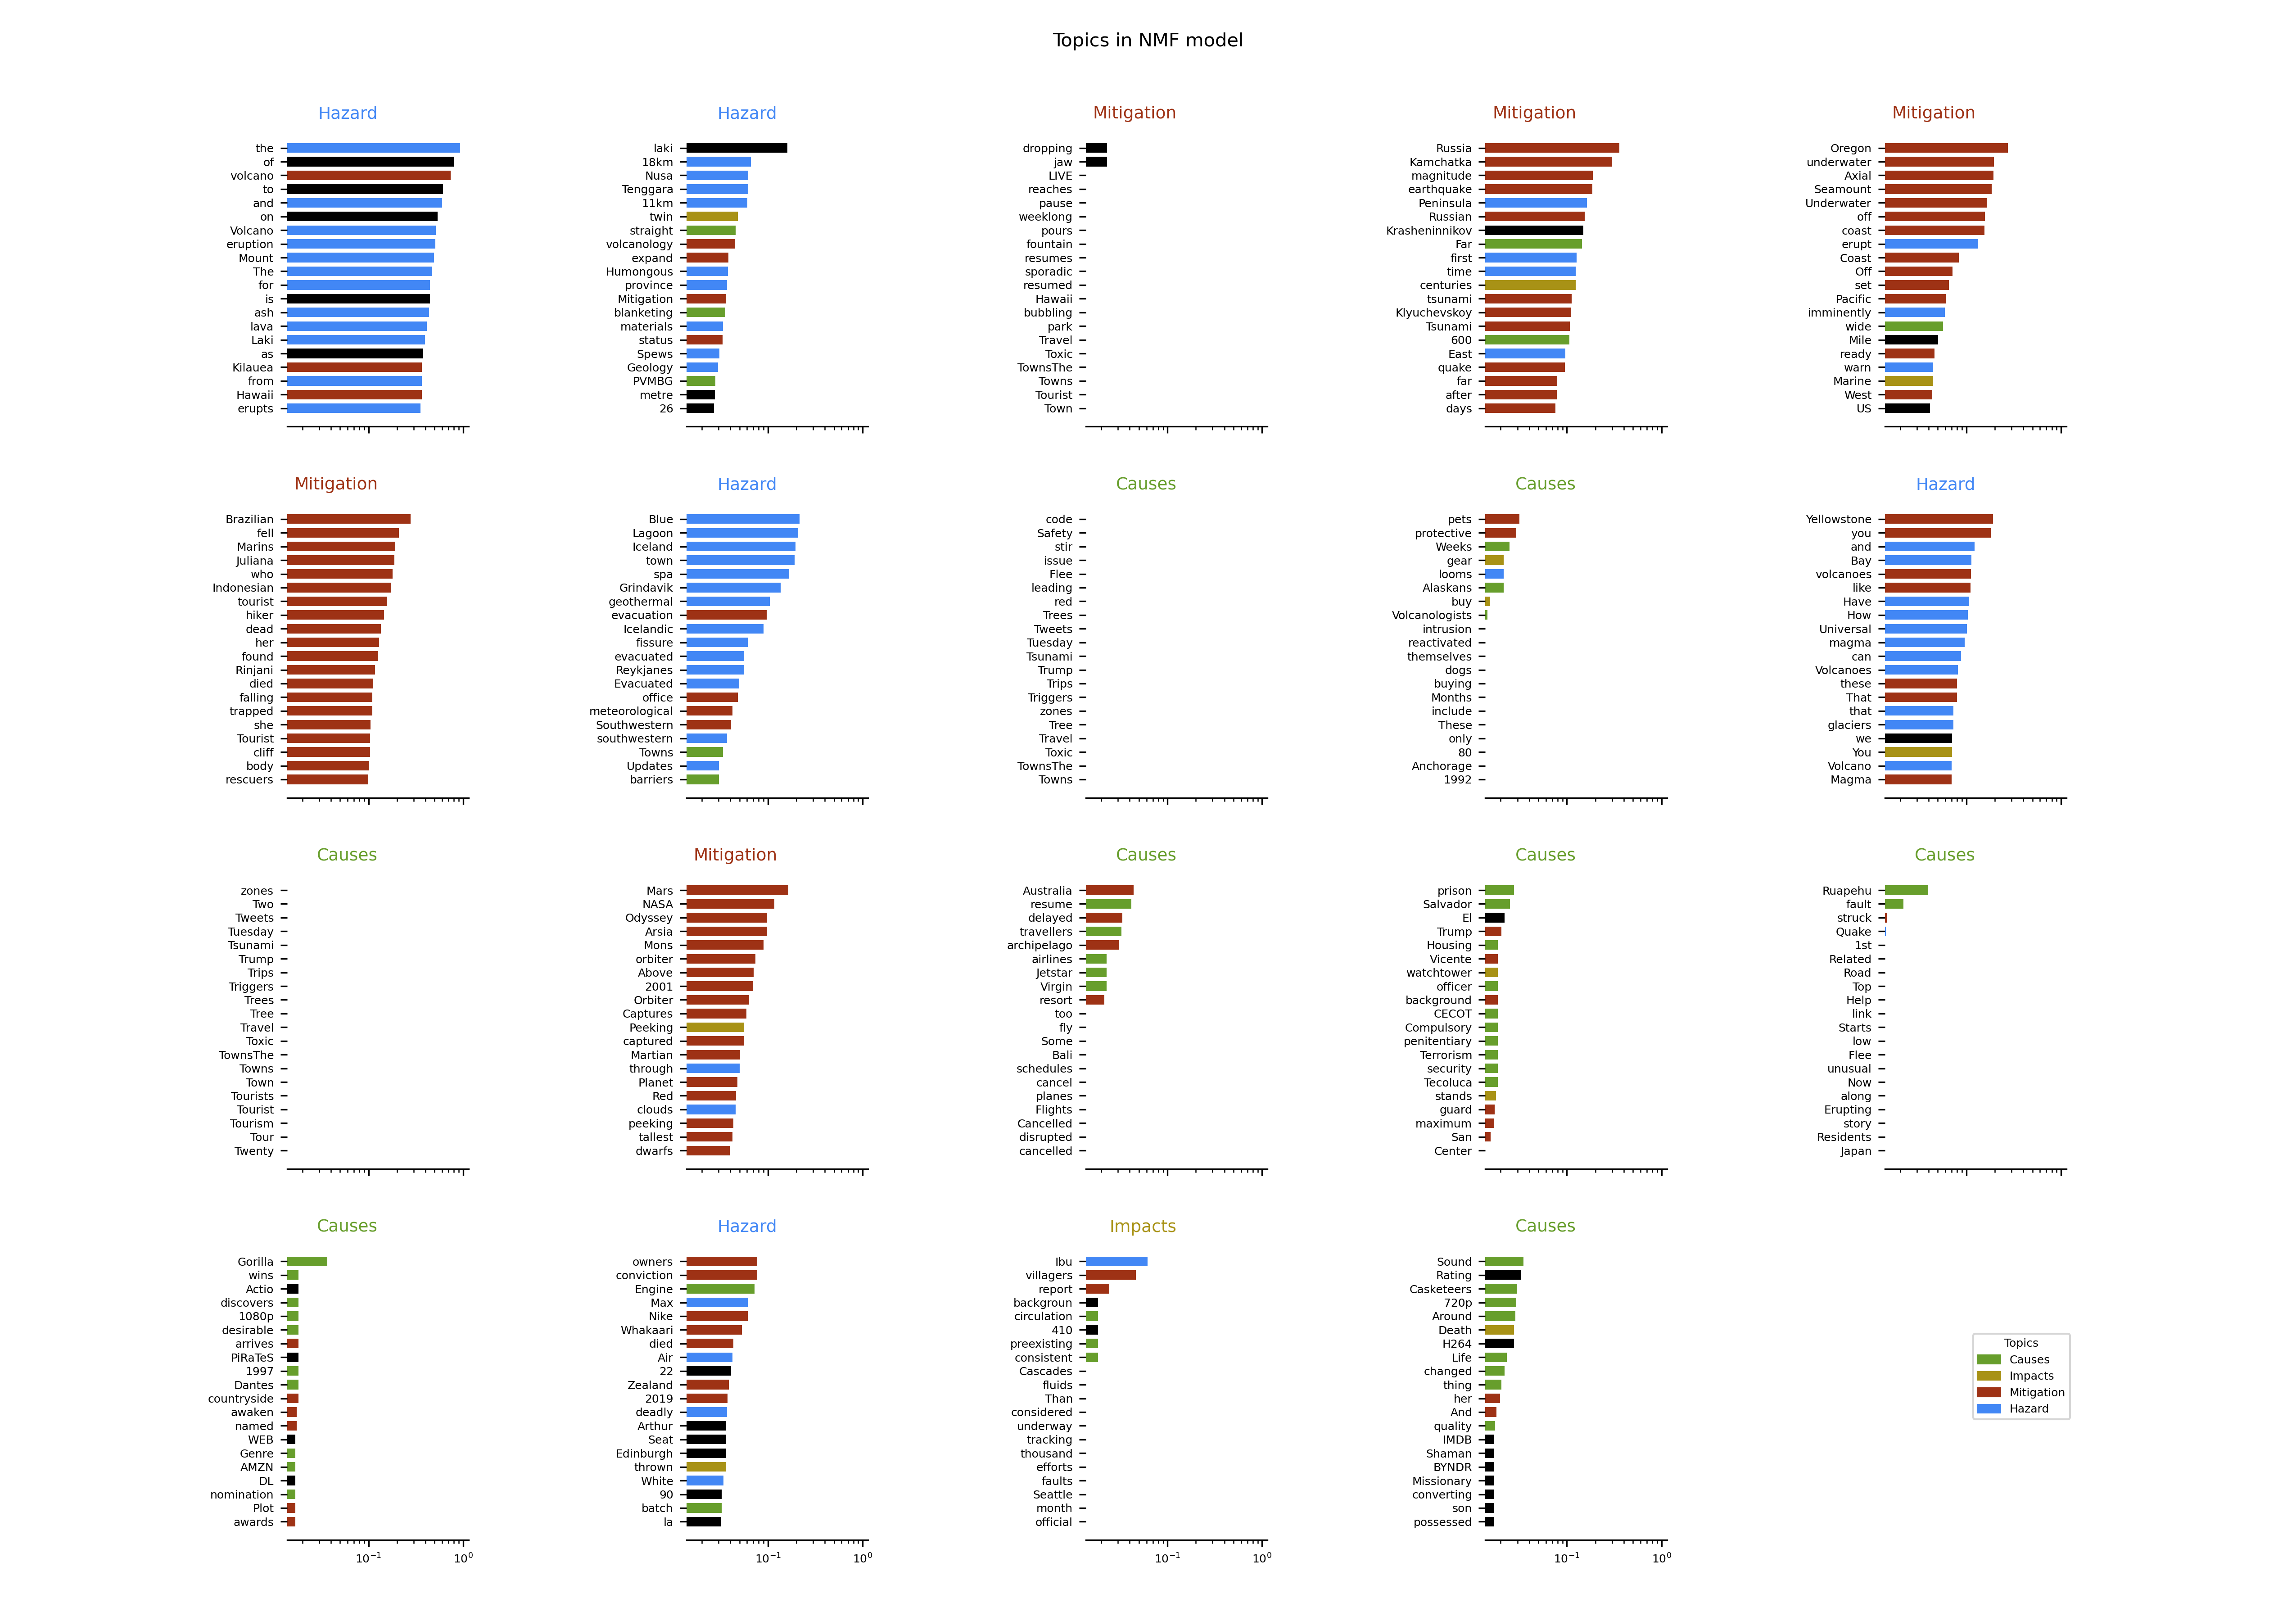 Topics in NMF model
Hazard
the
of
volcano
to
and
on
Volcano
eruption
Mount
The
for
is
ash
lava
Laki
as
Kilauea
from
Hawaii
erupts
Hazard
laki
18km
Nusa
Tenggara
11km
twin
straight
volcanology
expand
Humongous
province
Mitigation
blanketing
materials
status
Spews
Geology
PVMBG
metre
26
Mitigation
dropping
jaw
LIVE
reaches
pause
weeklong
pours
fountain
resumes
sporadic
resumed
Hawaii
bubbling
park
Travel
Toxic
TownsThe
Towns
Tourist
Town
Mitigation
Russia
Kamchatka
magnitude
earthquake
Peninsula
Russian
Krasheninnikov
Far
first
time
centuries
tsunami
Klyuchevskoy
Tsunami
600
East
quake
far
after
days
Mitigation
Oregon
underwater
Axial
Seamount
Underwater
off
coast
erupt
Coast
Off
set
Pacific
imminently
wide
Mile
ready
warn
Marine
West
US
Mitigation
Brazilian
fell
Marins
Juliana
who
Indonesian
tourist
hiker
dead
her
found
Rinjani
died
falling
trapped
she
Tourist
cliff
body
rescuers
Hazard
Blue
Lagoon
Iceland
town
spa
Grindavik
geothermal
evacuation
Icelandic
fissure
evacuated
Reykjanes
Evacuated
office
meteorological
Southwestern
southwestern
Towns
Updates
barriers
Causes
code
Safety
stir
issue
Flee
leading
red
Trees
Tweets
Tuesday
Tsunami
Trump
Trips
Triggers
zones
Tree
Travel
Toxic
TownsThe
Towns
Causes
pets
protective
Weeks
gear
looms
Alaskans
buy
Volcanologists
intrusion
reactivated
themselves
dogs
buying
Months
include
These
only
80
Anchorage
1992
Hazard
Yellowstone
you
and
Bay
volcanoes
like
Have
How
Universal
magma
can
Volcanoes
these
That
that
glaciers
we
You
Volcano
Magma
Causes
zones
Two
Tweets
Tuesday
Tsunami
Trump
Trips
Triggers
Trees
Tree
Travel
Toxic
TownsThe
Towns
Town
Tourists
Tourist
Tourism
Tour
Twenty
Mitigation
Mars
NASA
Odyssey
Arsia
Mons
orbiter
Above
2001
Orbiter
Captures
Peeking
captured
Martian
through
Planet
Red
clouds
peeking
tallest
dwarfs
Causes
Australia
resume
delayed
travellers
archipelago
airlines
Jetstar
Virgin
resort
too
fly
Some
Bali
schedules
cancel
planes
Flights
Cancelled
disrupted
cancelled
Causes
prison
Salvador
El
Trump
Housing
Vicente
watchtower
officer
background
CECOT
Compulsory
penitentiary
Terrorism
security
Tecoluca
stands
guard
maximum
San
Center
Causes
Ruapehu
fault
struck
Quake
1st
Related
Road
Top
Help
link
Starts
low
Flee
unusual
Now
along
Erupting
story
Residents
Japan
Causes
Gorilla
wins
Actio
discovers
1080p
desirable
arrives
PiRaTeS
1997
Dantes
countryside
awaken
named
WEB
Genre
AMZN
DL
nomination
Plot
awards
10⁻¹ 10⁰
Hazard
owners
conviction
Engine
Max
Nike
Whakaari
died
Air
22
Zealand
2019
deadly
Arthur
Seat
Edinburgh
thrown
White
90
batch
la
10⁻¹ 10⁰
Impacts
Ibu
villagers
report
backgroun
circulation
410
preexisting
consistent
Cascades
fluids
Than
considered
underway
tracking
thousand
efforts
faults
Seattle
month
official
10⁻¹ 10⁰
Causes
Sound
Rating
Casketeers
720p
Around
Death
H264
Life
changed
thing
her
And
quality
IMDB
Shaman
BYNDR
Missionary
converting
son
possessed
10⁻¹ 10⁰
Topics
Causes
Impacts
Mitigation
Hazard